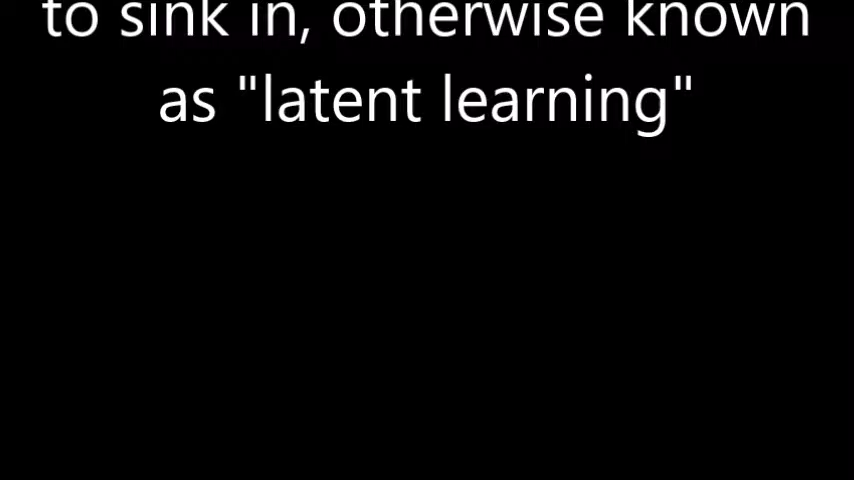 to sink in, otherwise known
as "latent learning"